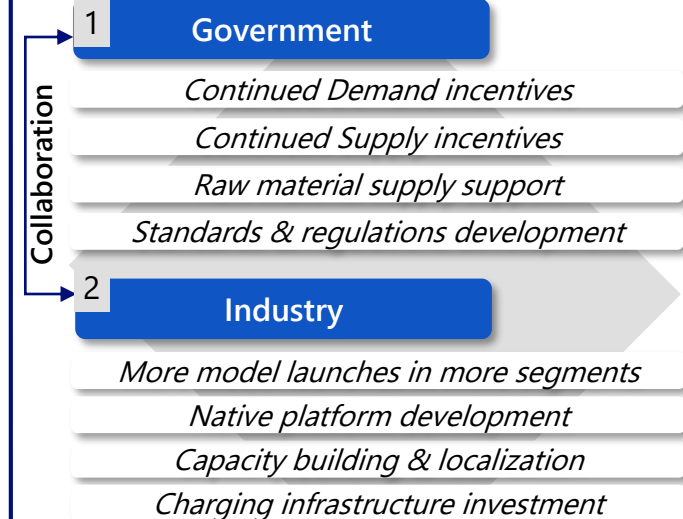 1
Government
Continued Demand incentives
Continued Supply incentives
Raw material supply support
Standards & regulations development
Collaboration
2
Industry
More model launches in more segments
Native platform development
Capacity building & localization
Charging infrastructure investment